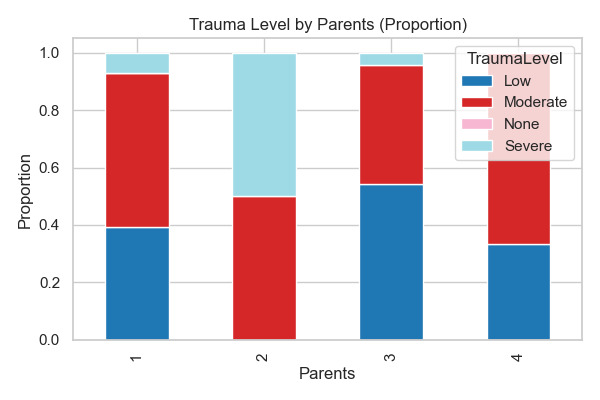 Trauma Level by Parents (Proportion)
1.0
0.8
0.6
0.4
0.2
0.0
Proportion
TraumaLevel
Low
Moderate
None
Severe
1
2
3
4
Parents